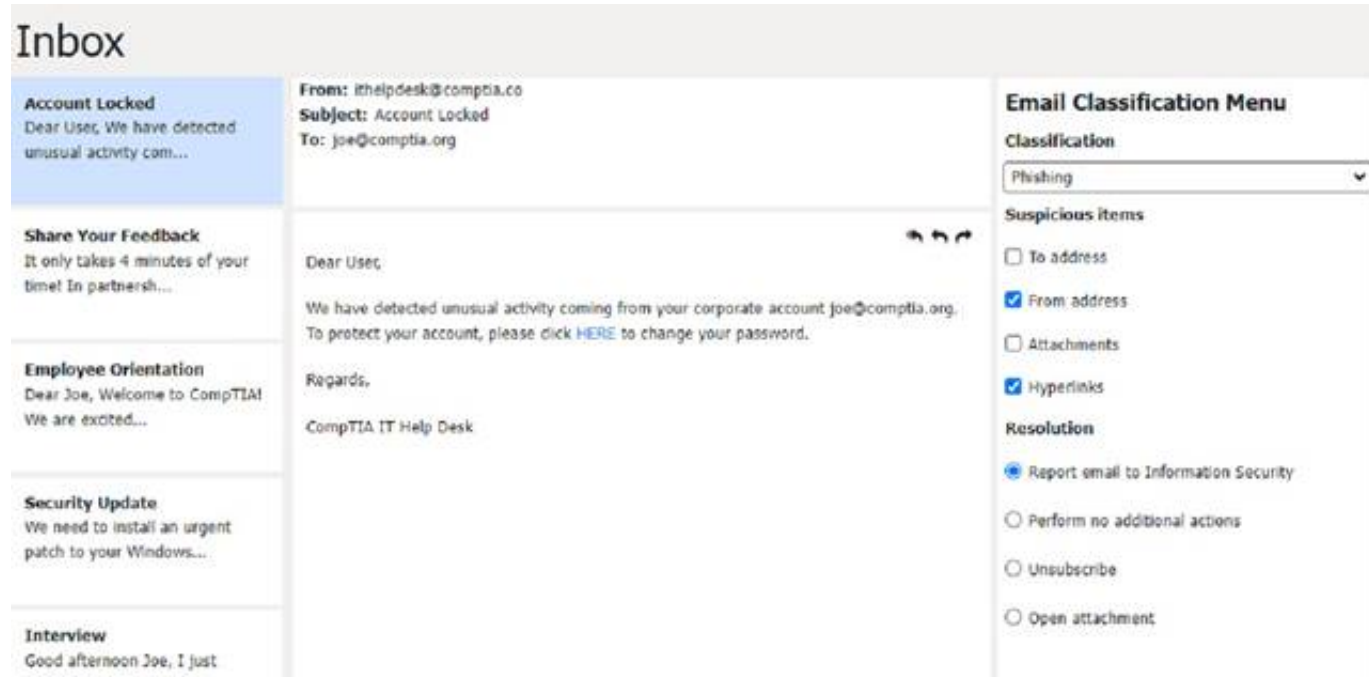 Inbox
Account Locked
Dear User, We have detected
unusual activity com...
Share Your Feedback
It only takes 4 minutes of your
time! In partnersh...
Employee Orientation
Dear Joe, Welcome to CompTIA!
We are excited...
Security Update
We need to install an urgent
patch to your Windows...
Interview
Good afternoon Joe, I just
From: ithelpdesk@comptia.co
Subject: Account Locked
To: joe@comptia.org
Dear User,
We have detected unusual activity coming from your corporate account joe@comptia.org.
To protect your account, please click HERE to change your password.
Regards,
CompTIA IT Help Desk
Email Classification Menu
Classification
Phishing
Suspicious items
To address
From address
Attachments
Hyperlinks
Resolution
Report email to Information Security
Perform no additional actions
Unsubscribe
Open attachment